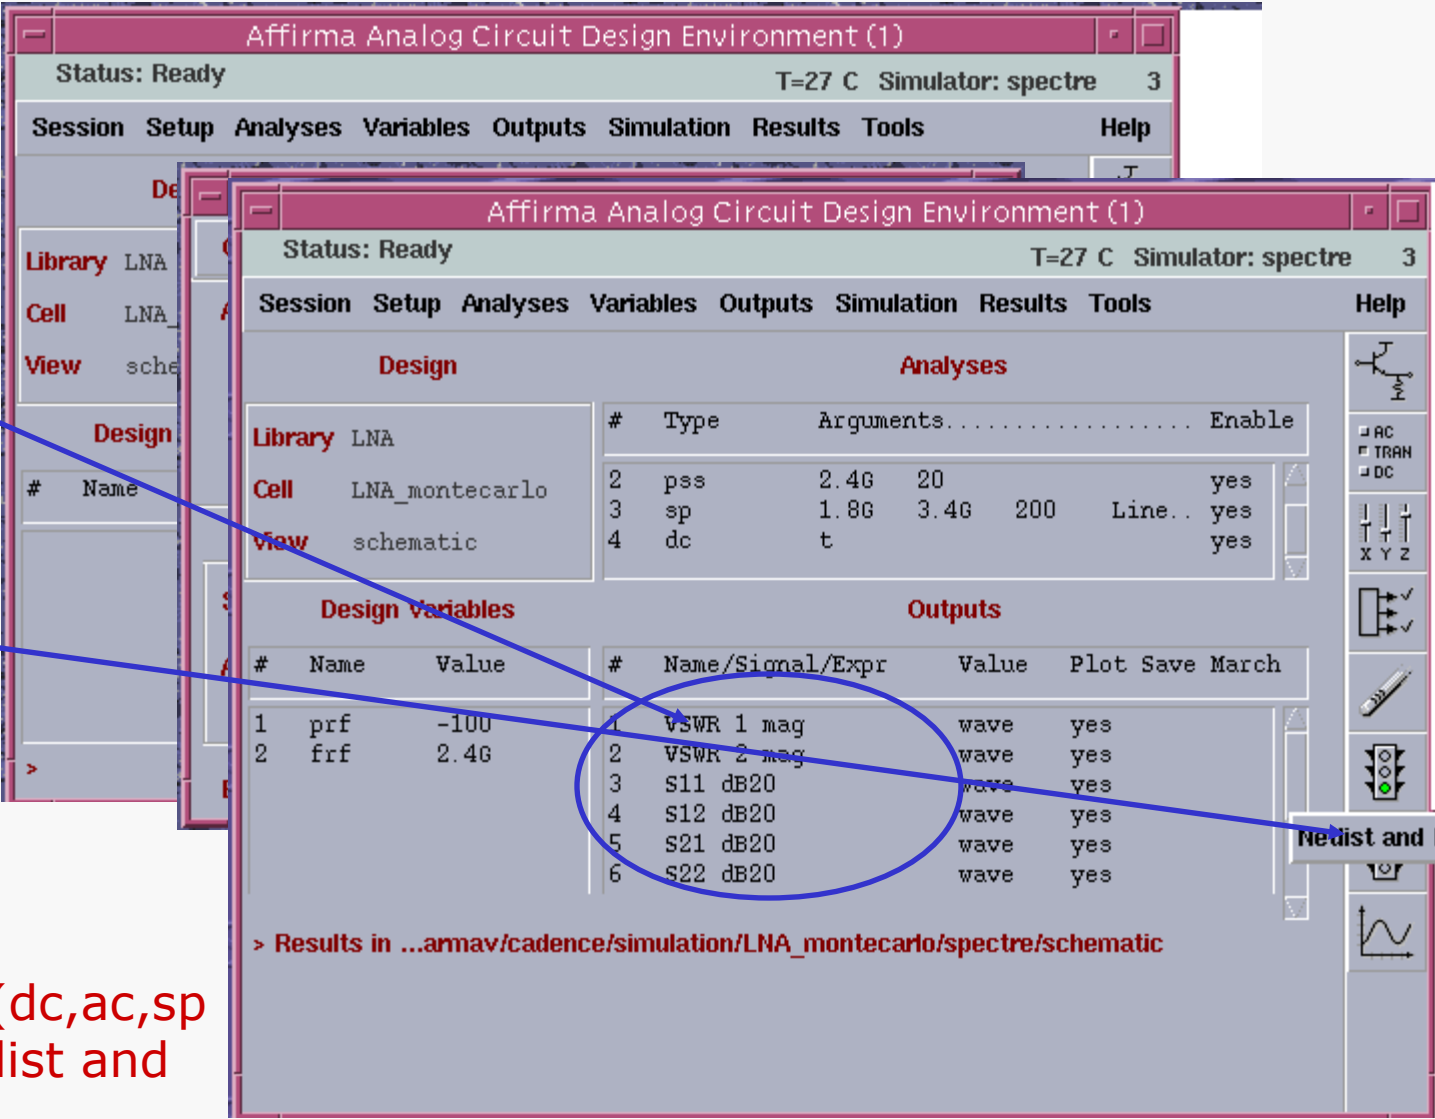 Affirma Analog Circuit Design Environment (1)
Status: Ready T=27 C Simulator: spectre 3
Session Setup Analyses Variables Outputs Simulation Results Tools Help
De
Library LNA
Cell LNA_
View sche
Design
# Name
>
Affirma Analog Circuit Design Environment (1)
Status: Ready T=27 C Simulator: spectre 3
Session Setup Analyses Variables Outputs Simulation Results Tools Help
Design Analyses
# Type Arguments................... Enable
Library LNA
Cell LNA_montecarlo
View schematic
2 pss 2.4G 20 yes
3 sp 1.8G 3.4G 200 Line.. yes
4 dc t yes
Design Variables Outputs
# Name Value
# Name/Signal/Expr Value Plot Save March
1 prf -100
2 frf 2.4G
1 VSWR 1 mag wave yes
2 VSWR 2 mag wave yes
3 S11 dB20 wave yes
4 S12 dB20 wave yes
5 S21 dB20 wave yes
6 S22 dB20 wave yes
> Results in ...armav/cadence/simulation/LNA_montecarlo/spectre/schematic
AC
TRAN
DC
X Y Z
Netlist and
(dc,ac,sp
list and